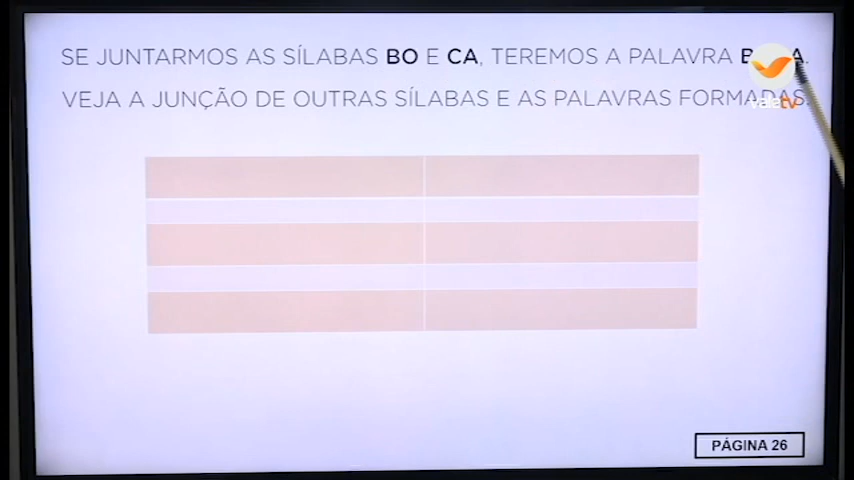 SE JUNTARMOS AS SÍLABAS BO E CA, TEREMOS A PALAVRA
VEJA A JUNÇÃO DE OUTRAS SÍLABAS E AS PALAVRAS FORMADAS.
PÁGINA 26